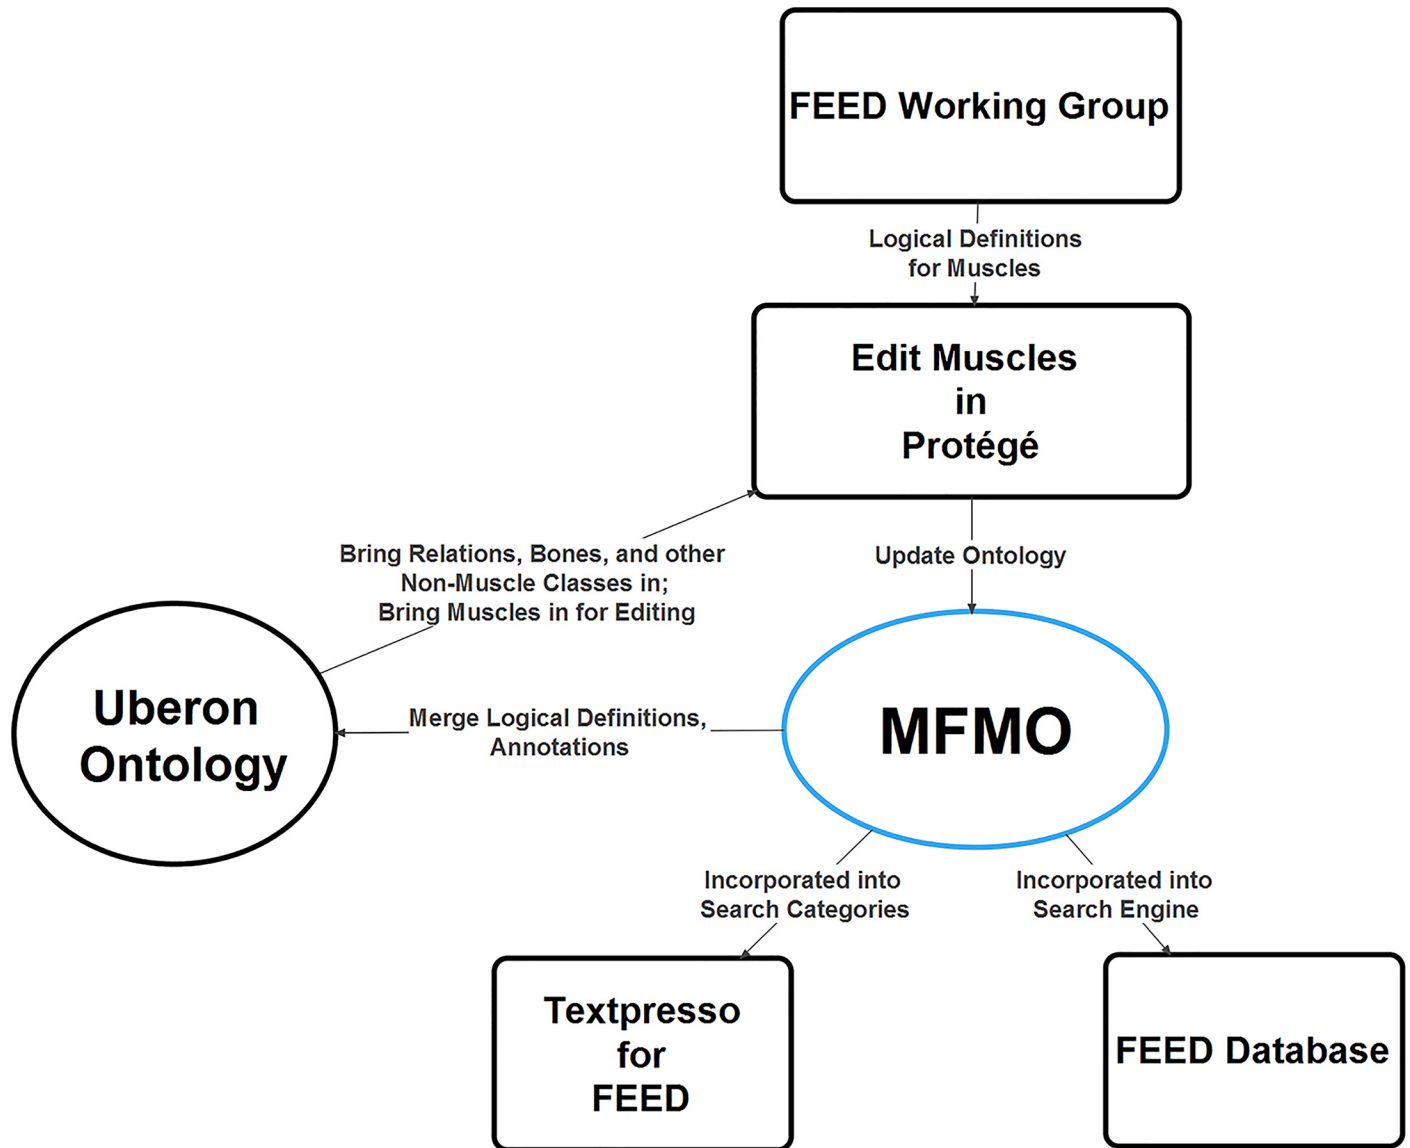 FEED Working Group
Logical Definitions
for Muscles
Edit Muscles
in
Protégé
Bring Relations, Bones, and other
Non-Muscle Classes in;
Bring Muscles in for Editing
Update Ontology
Uberon
Ontology
Merge Logical Definitions,
Annotations
MFMO
Incorporated into
Search Categories
Incorporated into
Search Engine
Textpresso
for
FEED
FEED Database